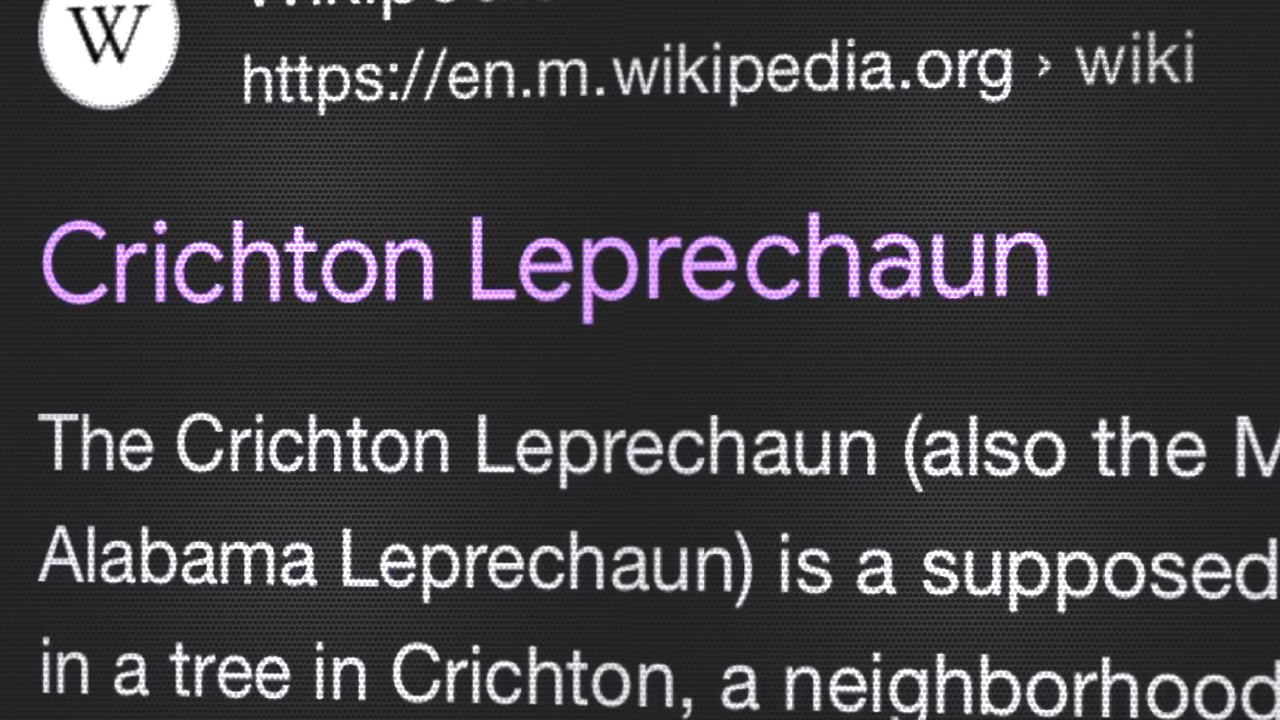 W
https://en.m.wikipedia.org › wiki
Crichton Leprechaun
The Crichton Leprechaun (also the
Alabama Leprechaun) is a supposed
in a tree in Crichton, a neighborhood